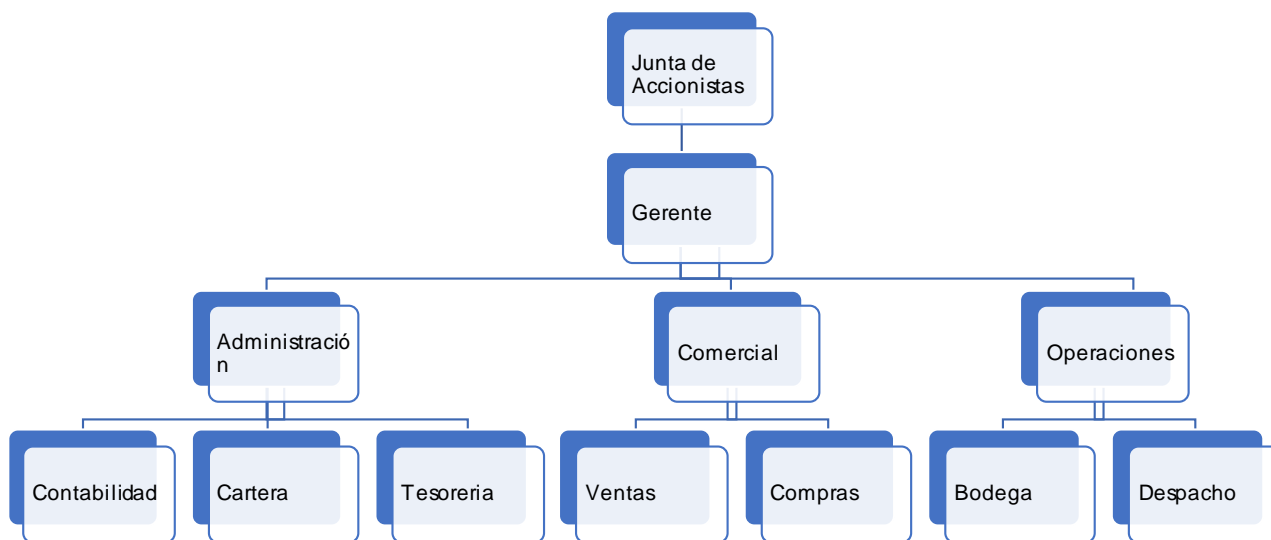 Junta de
Accionistas
Gerente
Administració
n
Comercial
Operaciones
Contabilidad
Cartera
Tesoreria
Ventas
Compras
Bodega
Despacho